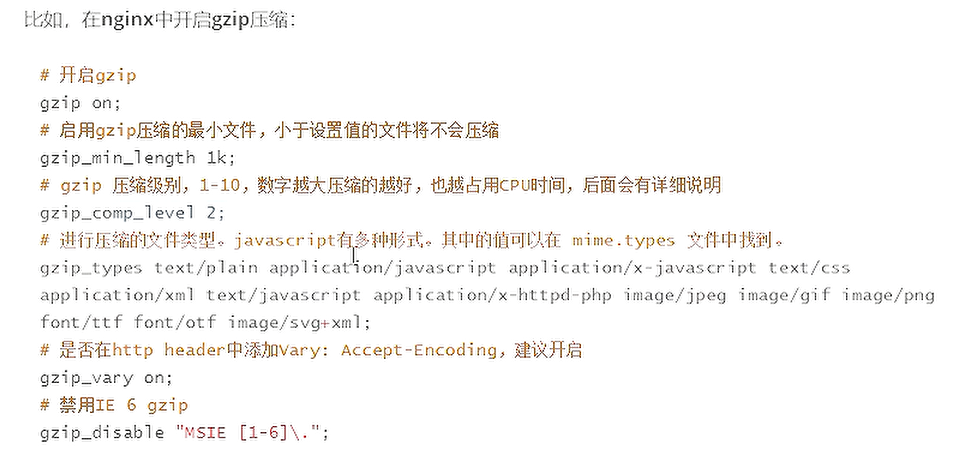 比如，在nginx中开启gzip压缩：
# 开启gzip
gzip on;
# 启用gzip压缩的最小文件，小于设置值的文件将不会压缩
gzip_min_length 1k;
# gzip 压缩级别，1-10，数字越大压缩的越好，也越占用CPU时间，后面会有详细说明
gzip_comp_level 2;
# 进行压缩的文件类型。javascript有多种形式。其中的值可以在 mime.types 文件中找到。
gzip_types text/plain application/javascript application/x-javascript text/css
application/xml text/javascript application/x-httpd-php image/jpeg image/gif image/png
font/ttf font/otf image/svg+xml;
# 是否在http header中添加Vary: Accept-Encoding，建议开启
gzip_vary on;
# 禁用IE 6 gzip
gzip_disable "MSIE [1-6]\.";